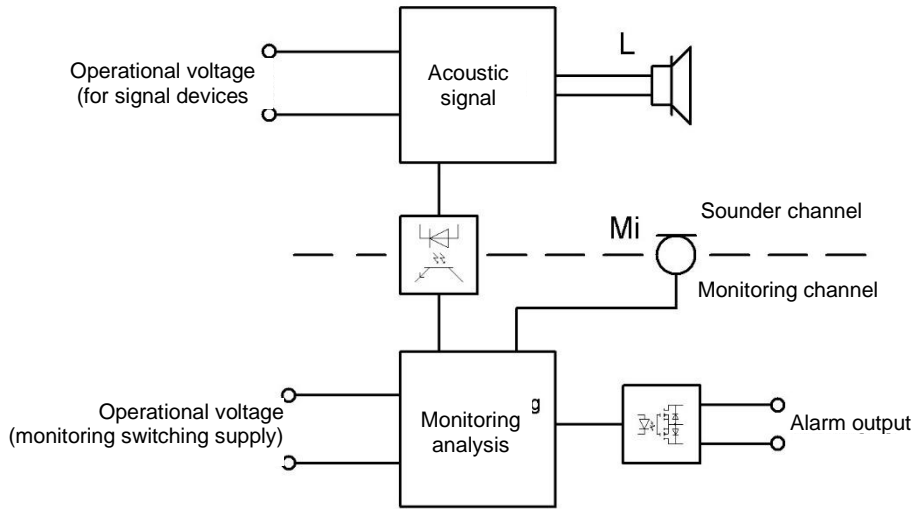 L
Operational voltage
(for signal devices
Acoustic
signal
Sounder channel
Mi
Monitoring channel
Operational voltage
(monitoring switching supply)
Monitoring
analysis
g
Alarm output